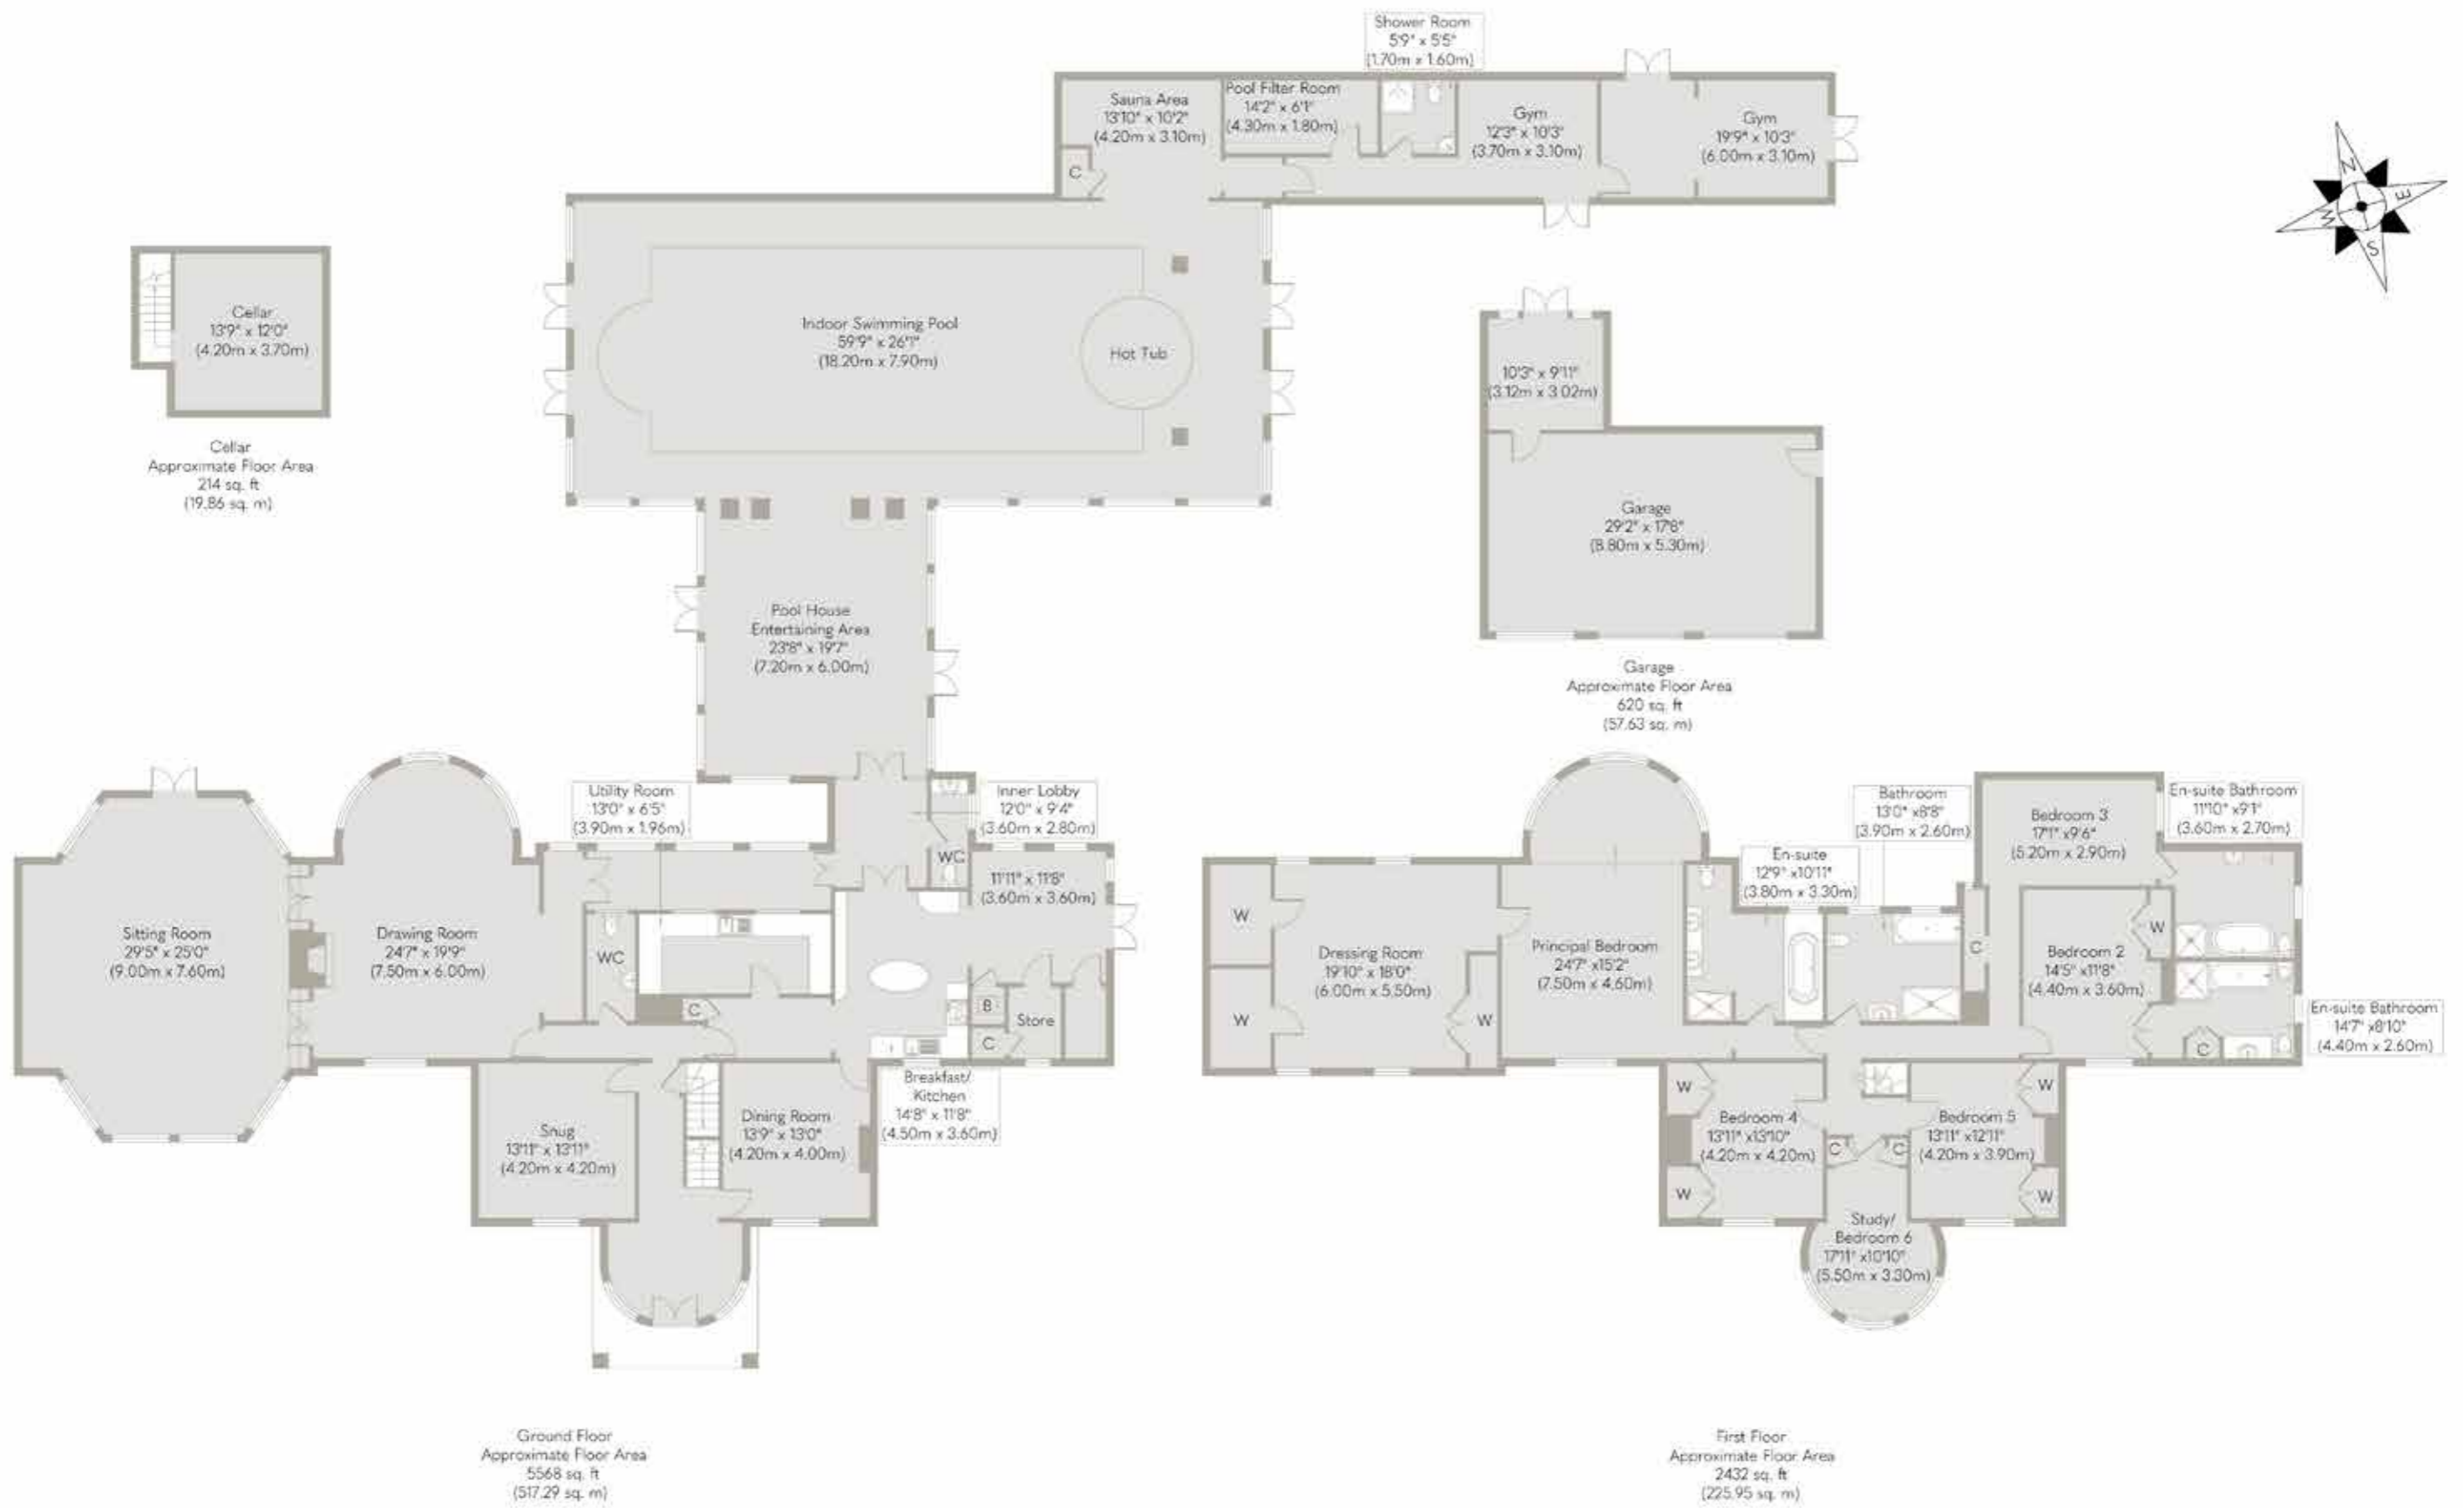 Shower Room
5'9" x 5'5"
(1.70m x 1.60m)
Sauna Area
13'10" x 10'2"
(4.20m x 3.10m)
C
Pool Filter Room
14'2" x 6'1"
(4.30m x 1.80m)
Gym
12'3" x 10'3"
(3.70m x 3.10m)
Gym
19'9" x 10'3"
(6.00m x 3.10m)
N
E
S
W
Cellar
13'9" x 12'0"
(4.20m x 3.70m)
Cellar
Approximate Floor Area
214 sq. ft
(19.86 sq. m)
Indoor Swimming Pool
59'9" x 26'1"
(18.20m x 7.90m)
Hot Tub
10'3" x 9'11"
(3.12m x 3.02m)
Garage
29'2" x 17'8"
(8.80m x 5.30m)
Garage
Approximate Floor Area
620 sq. ft
(57.63 sq. m)
Pool House
Entertaining Area
23'8" x 19'7"
(7.20m x 6.00m)
Utility Room
13'0" x 6'5"
(3.90m x 1.96m)
Inner Lobby
12'0" x 9'4"
(3.60m x 2.80m)
WC
11'11" x 11'8"
(3.60m x 3.60m)
Sitting Room
29'5" x 25'0"
(9.00m x 7.60m)
Drawing Room
24'7" x 19'9"
(7.50m x 6.00m)
WC
C
B
C
Store
Breakfast/
Kitchen
14'8" x 11'8"
(4.50m x 3.60m)
Snug
13'11" x 13'11"
(4.20m x 4.20m)
Dining Room
13'9" x 13'0"
(4.20m x 4.00m)
Ground Floor
Approximate Floor Area
5568 sq. ft
(517.29 sq. m)
Bathroom
13'0" x8'8"
(3.90m x 2.60m)
Bedroom 3
17'1" x9'6"
(5.20m x 2.90m)
En-suite Bathroom
11'10" x9'1"
(3.60m x 2.70m)
En-suite
12'9" x10'11"
(3.80m x 3.30m)
W
W
Dressing Room
19'10" x 18'0"
(6.00m x 5.50m)
W
Principal Bedroom
24'7" x15'2"
(7.50m x 4.60m)
C
Bedroom 2
14'5" x11'8"
(4.40m x 3.60m)
W
C
En-suite Bathroom
14'7" x8'10"
(4.40m x 2.60m)
W
Bedroom 4
13'11" x13'10"
(4.20m x 4.20m)
W
C
C
Bedroom 5
13'11" x12'11"
(4.20m x 3.90m)
W
W
Study/
Bedroom 6
17'11" x10'10"
(5.50m x 3.30m)
First Floor
Approximate Floor Area
2432 sq. ft
(225.95 sq. m)